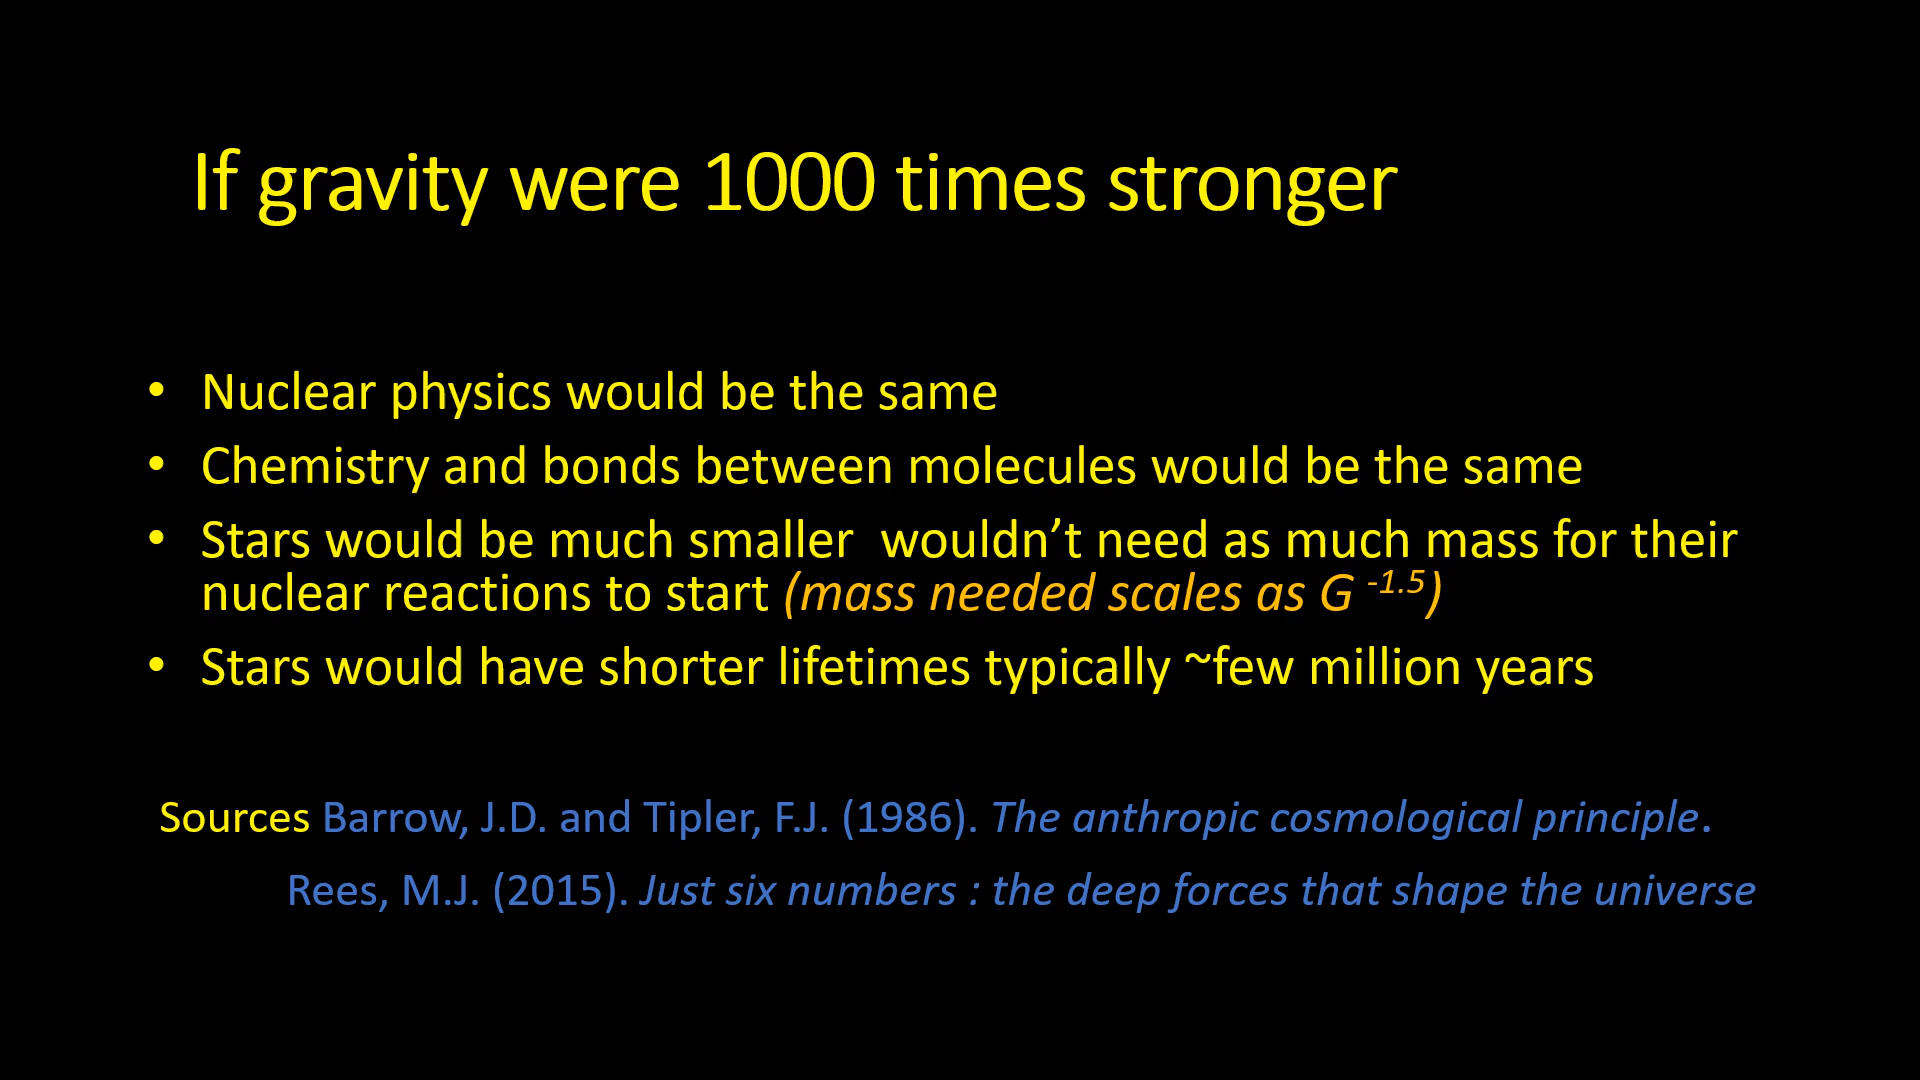 If gravity were 1000 times stronger
• Nuclear physics would be the same
• Chemistry and bonds between molecules would be the same
• Stars would be much smaller  wouldn’t need as much mass for their
nuclear reactions to start (mass needed scales as G -1.5)
• Stars would have shorter lifetimes typically ~few million years
Sources Barrow, J.D. and Tipler, F.J. (1986). The anthropic cosmological principle.
Rees, M.J. (2015). Just six numbers : the deep forces that shape the universe